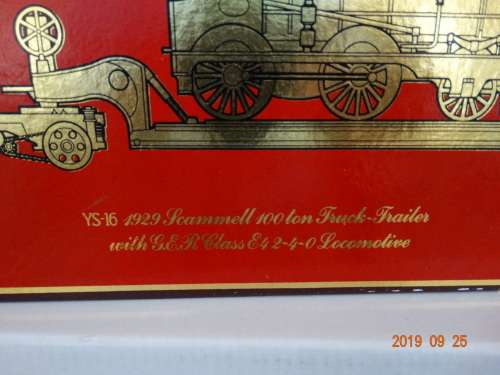 YS-16 1929 Scammell 100 ton Truck-Trailer
with G.E.R. Class E4 2-4-0 Locomotive
2019 09 25